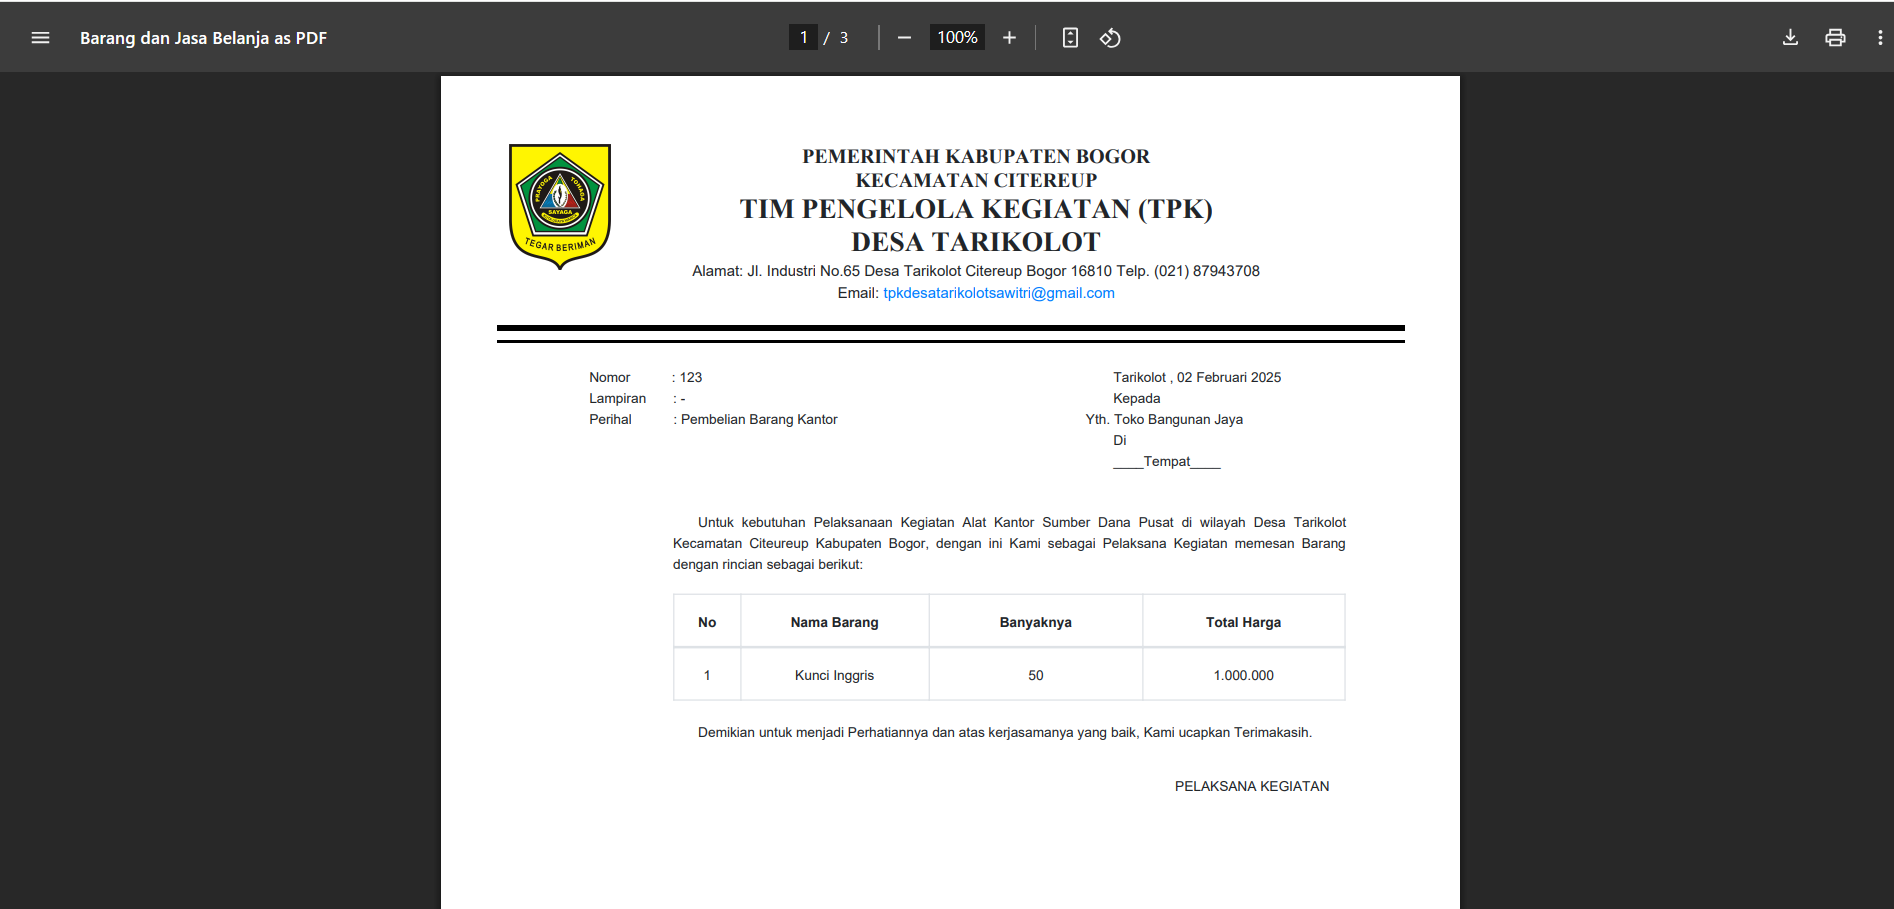 Barang dan Jasa Belanja as PDF
1 / 3
100%
PRAYOGA TOHAGA
SAYAGA
TEGAR BERIMAN
PEMERINTAH KABUPATEN BOGOR
KECAMATAN CITEREUP
TIM PENGELOLA KEGIATAN (TPK)
DESA TARIKOLOT
Alamat: Jl. Industri No.65 Desa Tarikolot Citereup Bogor 16810 Telp. (021) 87943708
Email: tpkdesatarikolotsawitri@gmail.com
Nomor : 123
Lampiran : -
Perihal : Pembelian Barang Kantor
Tarikolot , 02 Februari 2025
Kepada
Yth. Toko Bangunan Jaya
Di
____Tempat____
Untuk kebutuhan Pelaksanaan Kegiatan Alat Kantor Sumber Dana Pusat di wilayah Desa Tarikolot
Kecamatan Citeureup Kabupaten Bogor, dengan ini Kami sebagai Pelaksana Kegiatan memesan Barang
dengan rincian sebagai berikut:
No Nama Barang Banyaknya Total Harga
1 Kunci Inggris 50 1.000.000
Demikian untuk menjadi Perhatiannya dan atas kerjasamanya yang baik, Kami ucapkan Terimakasih.
PELAKSANA KEGIATAN